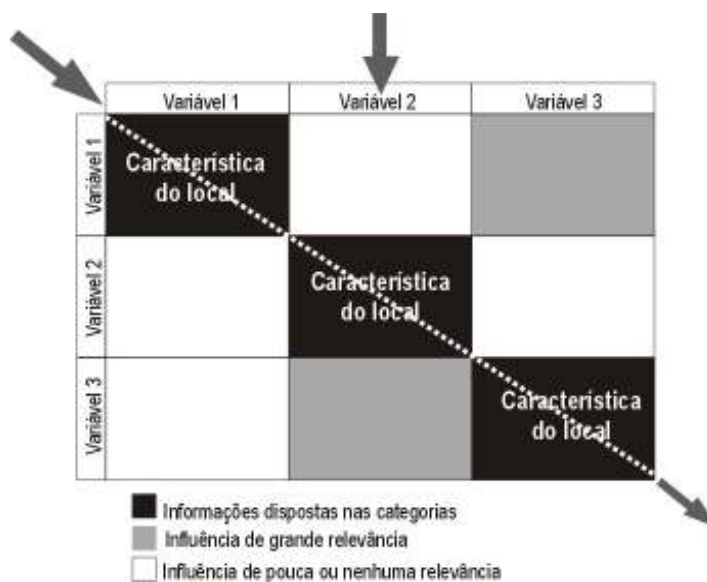 Variável 1
Variável 2
Variável 3
Variável 1
Característica
do local
Variável 2
Característica
do local
Variável 3
Característica
do local
Informações dispostas nas categorias
Influência de grande relevância
Influência de pouca ou nenhuma relevância